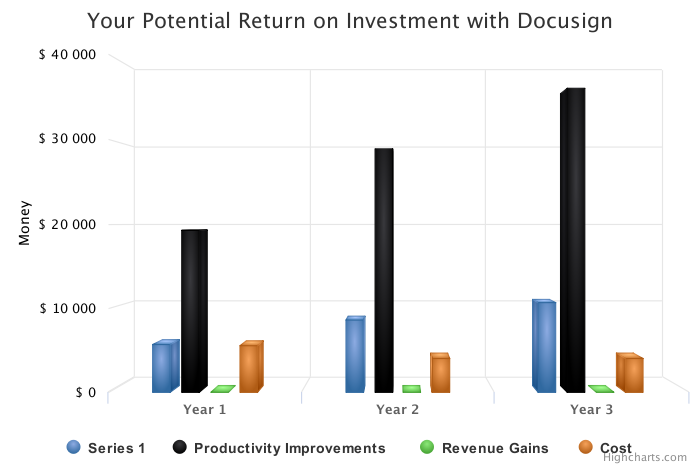 Your Potential Return on Investment with Docusign
$ 40 000
$ 30 000
$ 20 000
$ 10 000
$ 0
Money
Year 1 Year 2 Year 3
Series 1 Productivity Improvements Revenue Gains Cost
Highcharts.com